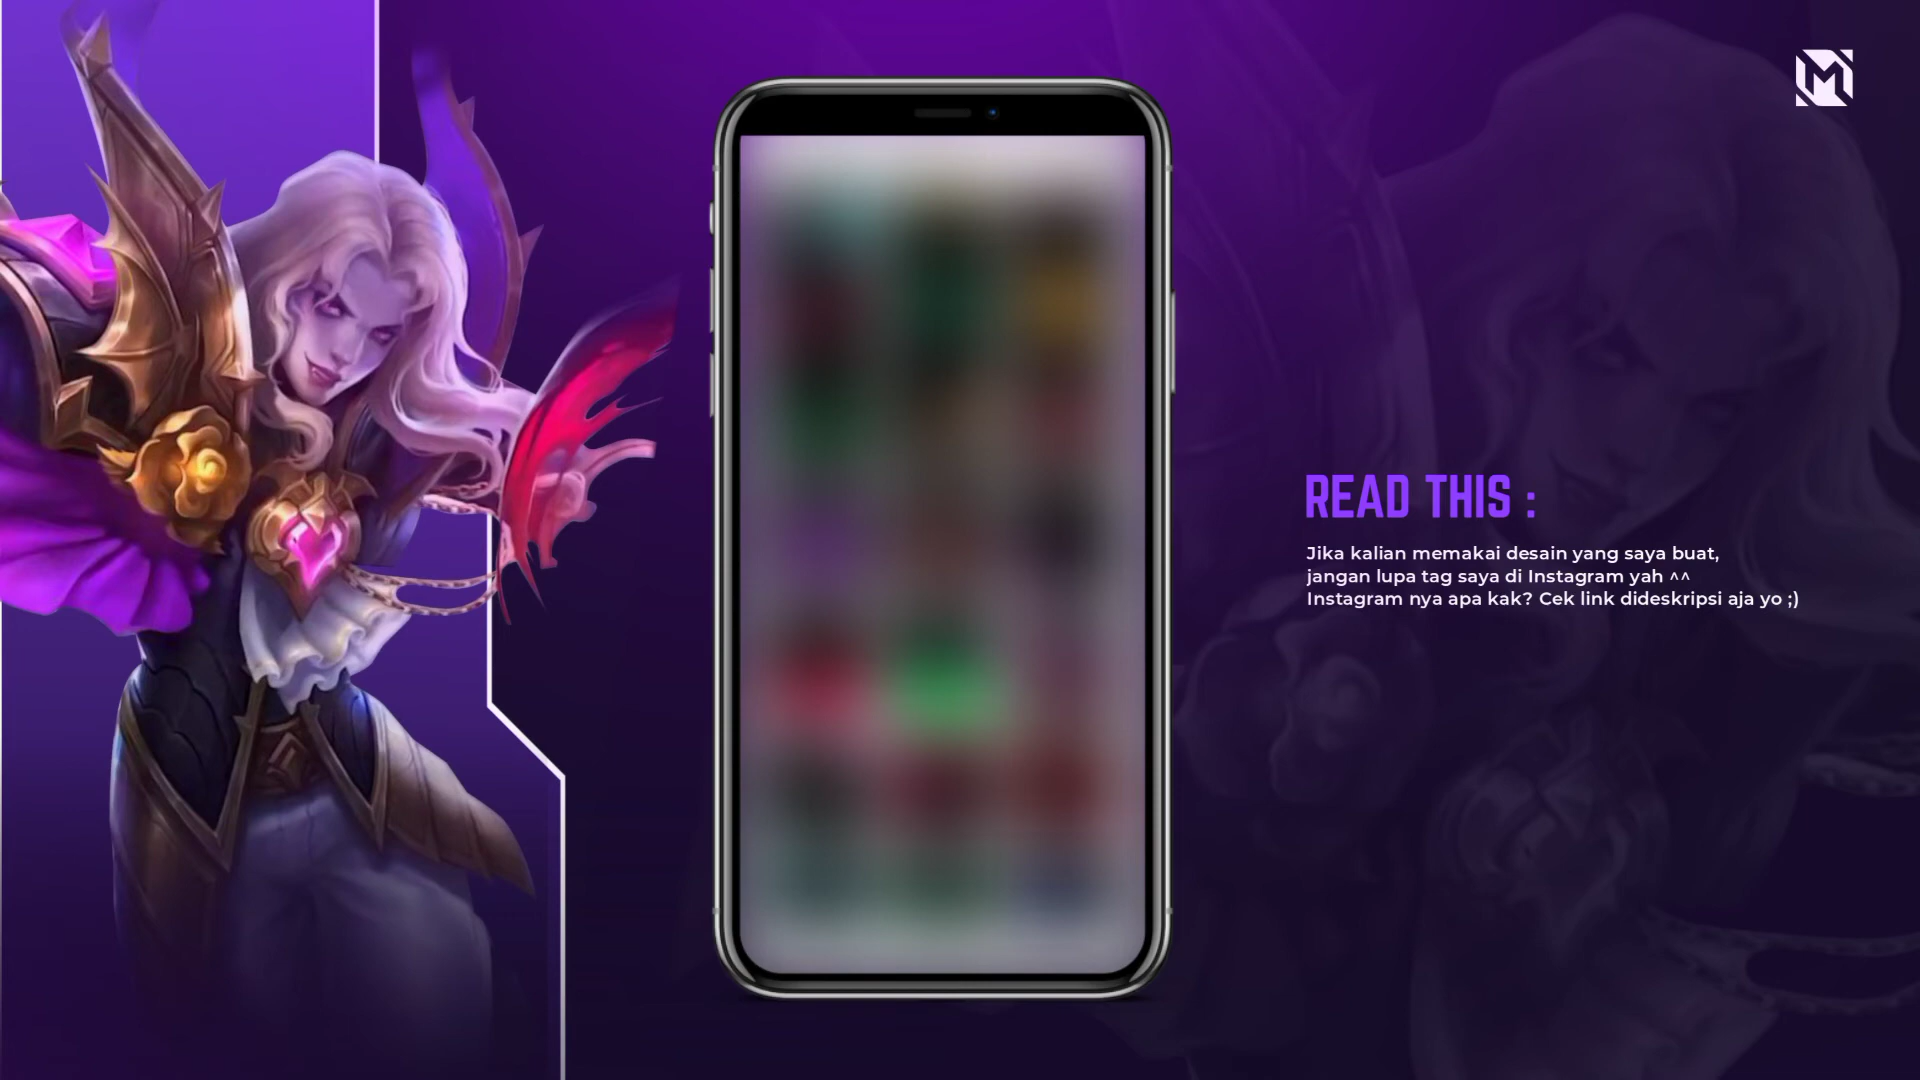 READ THIS :
Jika kalian memakai desain yang saya buat,
jangan lupa tag saya di Instagram yah ^^
Instagram nya apa kak? Cek link dideskripsi aja yo ;)